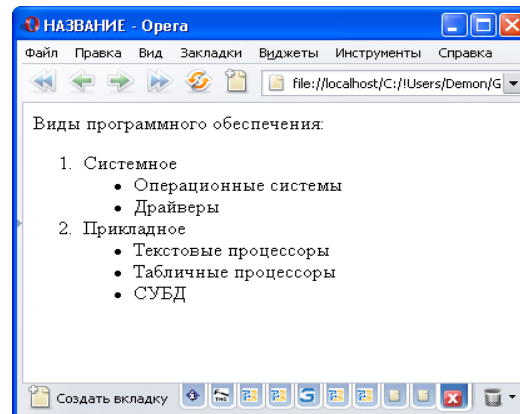 НАЗВАНИЕ - Opera
Файл Правка Вид Закладки Виджеты Инструменты Справка
file://localhost/C:/!Users/Demon/G
Виды программного обеспечения:
1. Системное
• Операционные системы
• Драйверы
2. Прикладное
• Текстовые процессоры
• Табличные процессоры
• СУБД
Создать вкладку